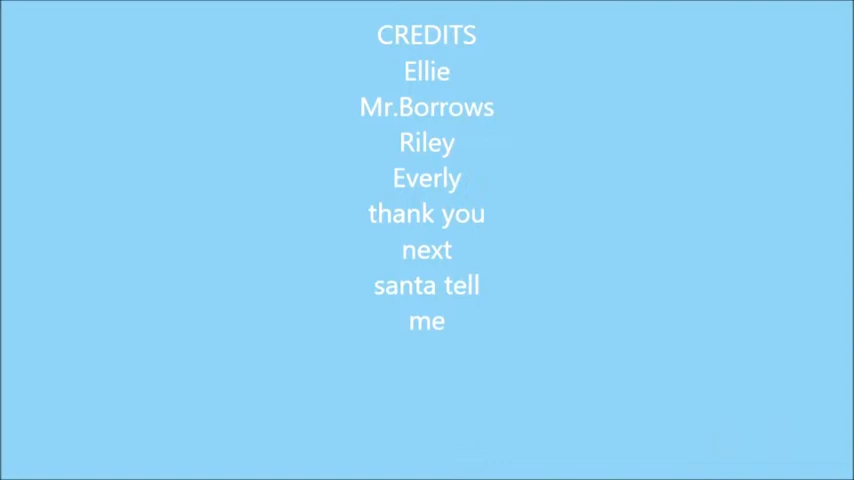 CREDITS
Ellie
Mr.Borrows
Riley
Everly
thank you
next
santa tell
me